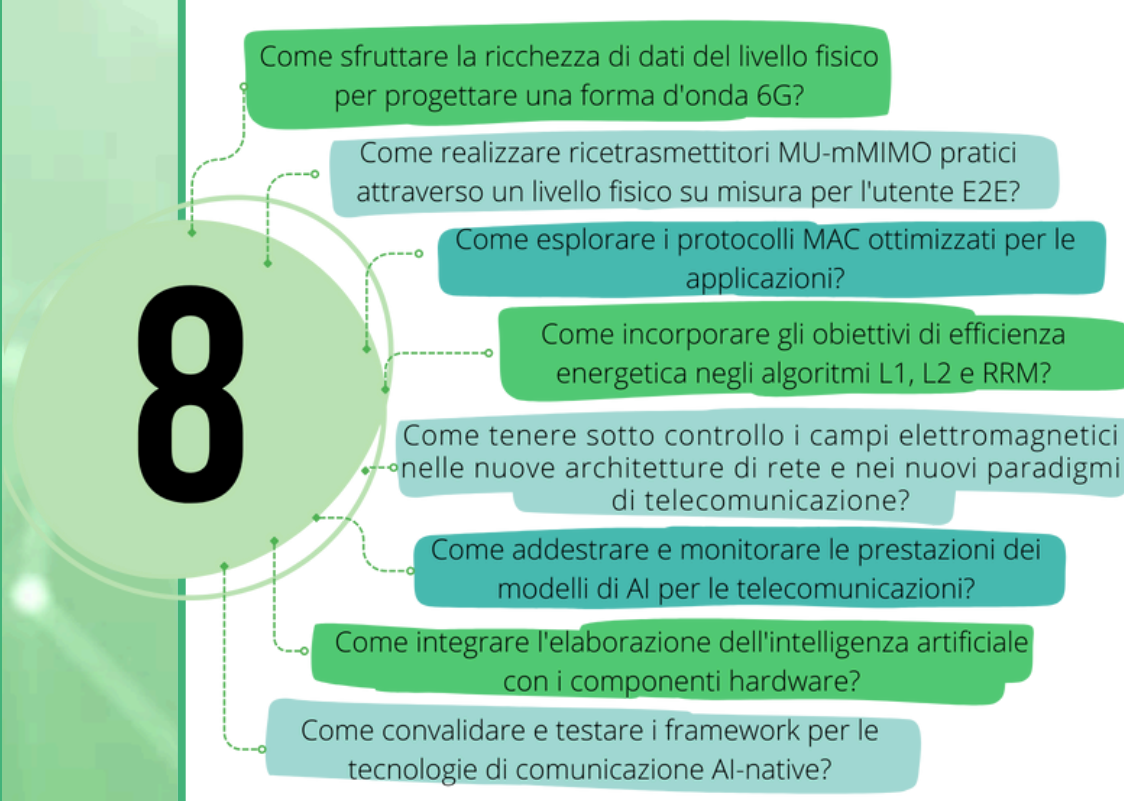 Come sfruttare la ricchezza di dati del livello fisico
per progettare una forma d'onda 6G?
Come realizzare ricetrasmettitori MU-mMIMO pratici
attraverso un livello fisico su misura per l'utente E2E?
Come esplorare i protocolli MAC ottimizzati per le
applicazioni?
8
Come incorporare gli obiettivi di efficienza
energetica negli algoritmi L1, L2 e RRM?
Come tenere sotto controllo i campi elettromagnetici
nelle nuove architetture di rete e nei nuovi paradigmi
di telecomunicazione?
Come addestrare e monitorare le prestazioni dei
modelli di AI per le telecomunicazioni?
Come integrare l'elaborazione dell'intelligenza artificiale
con i componenti hardware?
Come convalidare e testare i framework per le
tecnologie di comunicazione AI-native?